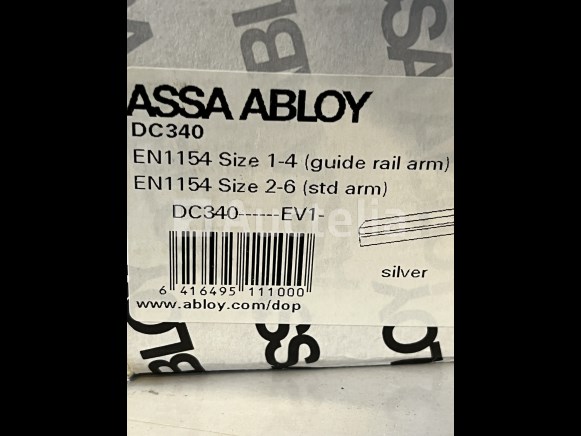 ASSA ABLOY
DC340
EN1154 Size 1-4 (guide rail arm)
EN1154 Size 2-6 (std arm)
DC340------EV1-
silver
6 416495 111000
www.abloy.com/dop
Auctelia